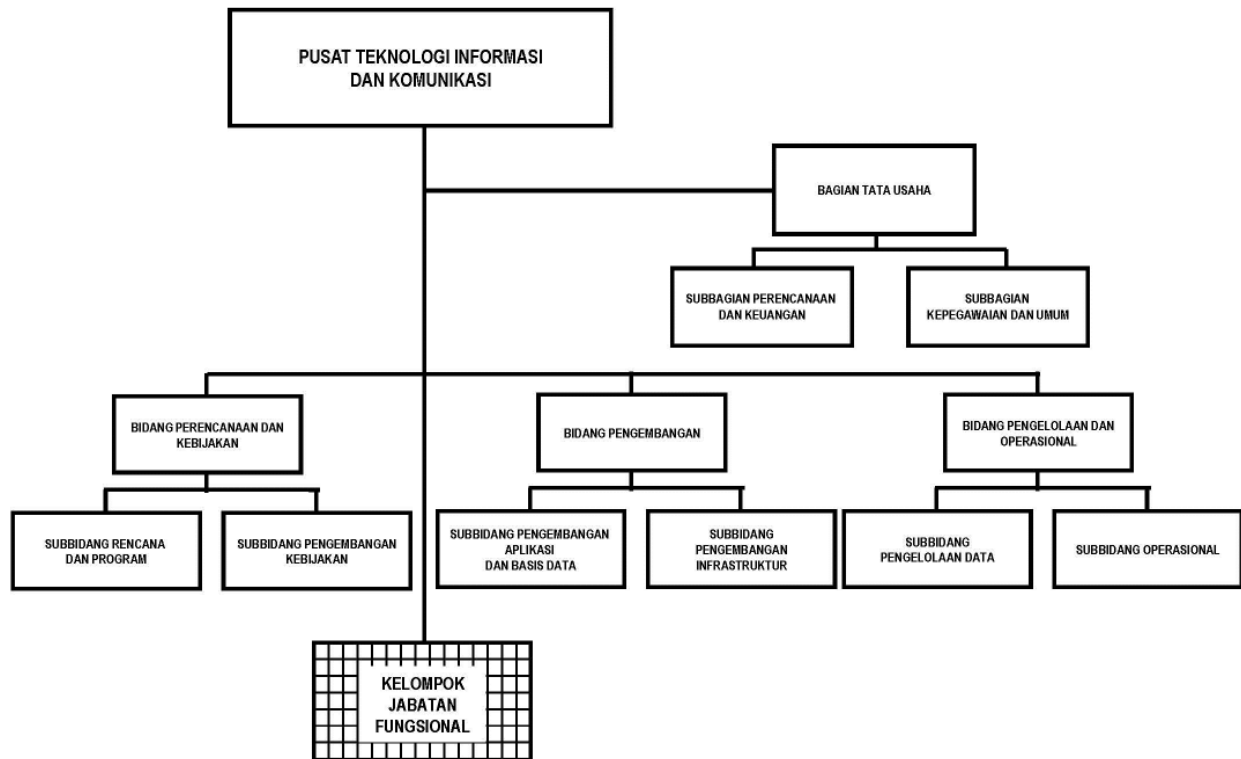 PUSAT TEKNOLOGI INFORMASI
DAN KOMUNIKASI
BAGIAN TATA USAHA
SUBBAGIAN PERENCANAAN
DAN KEUANGAN
SUBBAGIAN
KEPEGAWAIAN DAN UMUM
BIDANG PERENCANAAN DAN
KEBIJAKAN
BIDANG PENGEMBANGAN
BIDANG PENGELOLAAN DAN
OPERASIONAL
SUBBIDANG RENCANA
DAN PROGRAM
SUBBIDANG PENGEMBANGAN
KEBIJAKAN
SUBBIDANG PENGEMBANGAN
APLIKASI
DAN BASIS DATA
SUBBIDANG
PENGEMBANGAN
INFRASTRUKTUR
SUBBIDANG
PENGELOLAAN DATA
SUBBIDANG OPERASIONAL
KELOMPOK
JABATAN
FUNGSIONAL